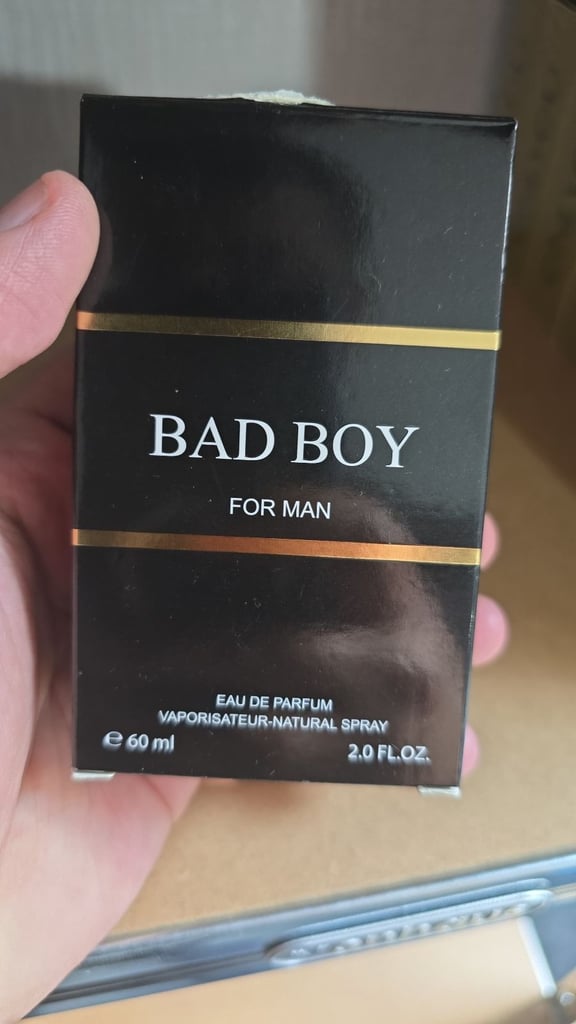 BAD BOY
FOR MAN
EAU DE PARFUM
VAPORISATEUR-NATURAL SPRAY
e 60 ml 2.0 FL.OZ.